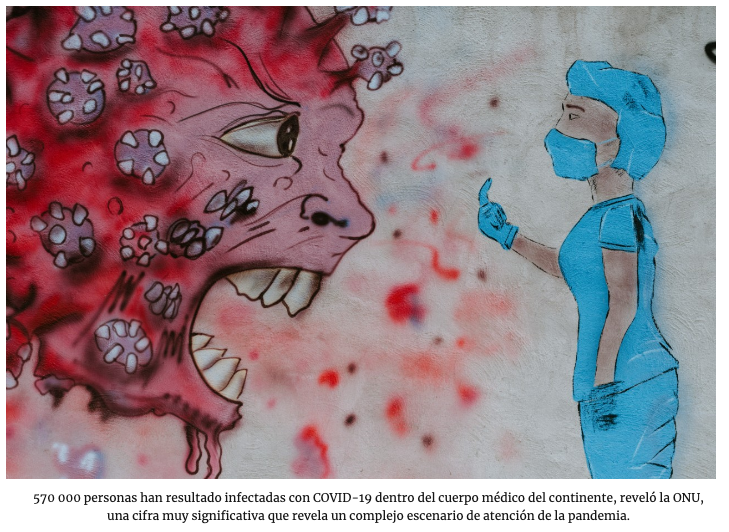 570 000 personas han resultado infectadas con COVID-19 dentro del cuerpo médico del continente, reveló la ONU,
una cifra muy significativa que revela un complejo escenario de atención de la pandemia.